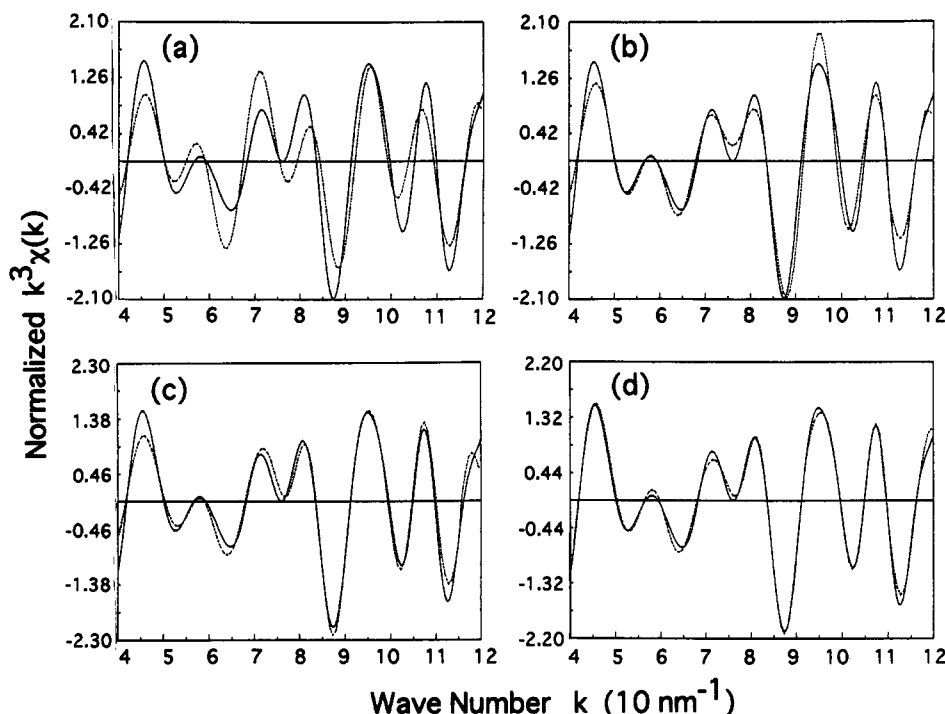 (a)
2.10
1.26
0.42
-0.42
-1.26
-2.10
4 5 6 7 8 9 10 11 12
(b)
2.10
1.26
0.42
-0.42
-1.26
-2.10
4 5 6 7 8 9 10 11 12
(c)
2.30
1.38
0.46
-0.46
-1.38
-2.30
4 5 6 7 8 9 10 11 12
(d)
2.20
1.32
0.44
-0.44
-1.32
-2.20
4 5 6 7 8 9 10 11 12
Normalized k³χ(k)
Wave Number k (10 nm⁻¹)